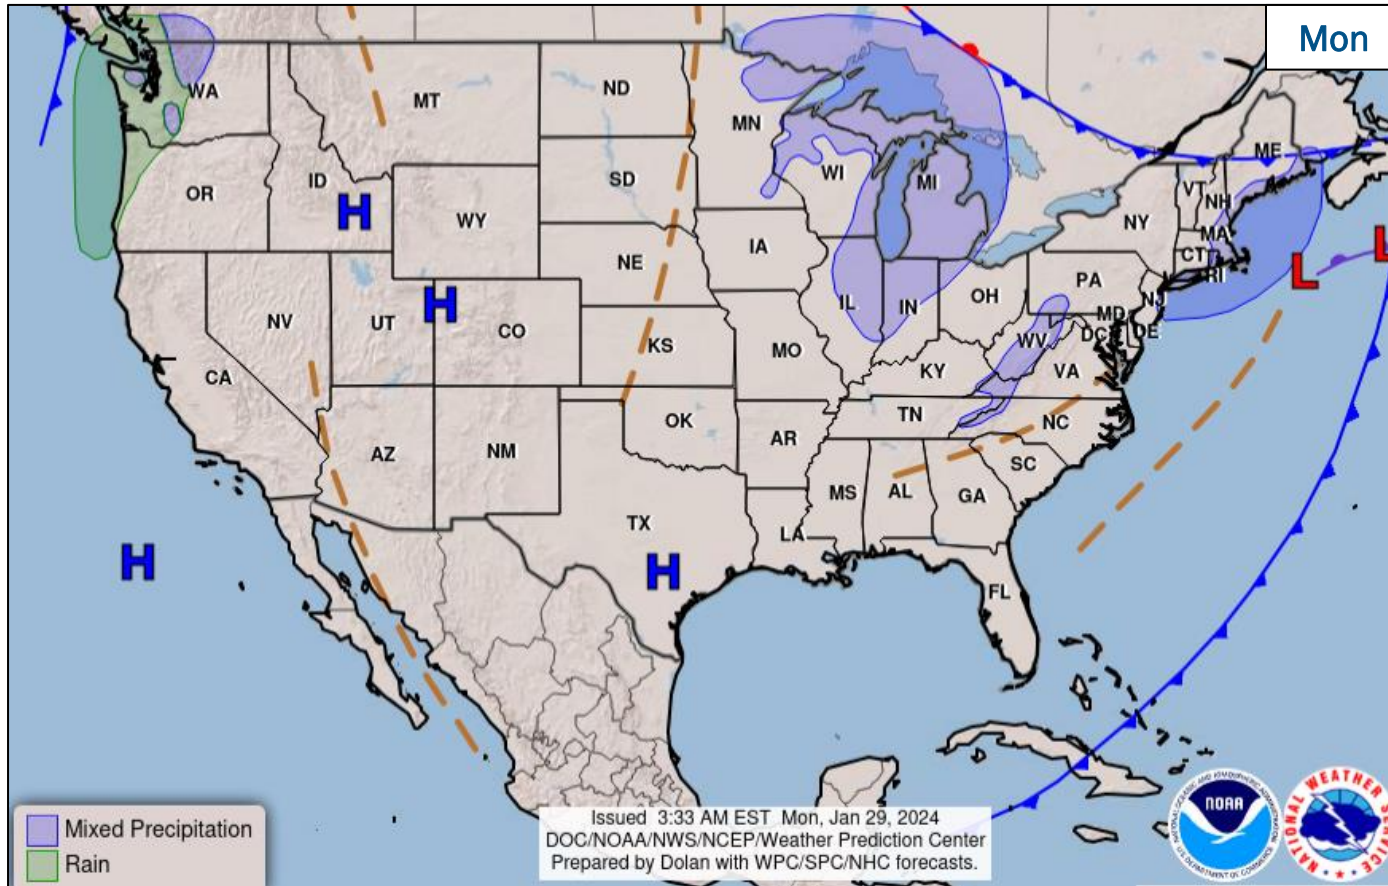 Mon
WA
MT
ND
MN
ME
OR
ID
SD
WI
MI
VT
NH
NY
WY
MA
IA
CT
RI
NE
PA
NV
UT
CO
IL
IN
OH
NJ
MD
DC
DE
WV
CA
KS
MO
KY
VA
TN
NC
AZ
NM
OK
AR
SC
MS
AL
GA
TX
LA
FL
H
H
H
H
L
L
Mixed Precipitation
Rain
Issued 3:33 AM EST Mon, Jan 29, 2024
DOC/NOAA/NWS/NCEP/Weather Prediction Center
Prepared by Dolan with WPC/SPC/NHC forecasts.
NOAA
NATIONAL WEATHER SERVICE